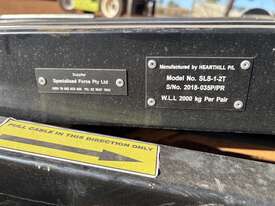 Supplier
Specialised Force Pty Ltd
Manufactured by HEARTHILL P/L
Model No. SLS-1-2T
S/No. 2018-035P/PR
W.L.L. 2000 kg Per Pair
PULL CABLE IN THIS DIRECTION ONLY